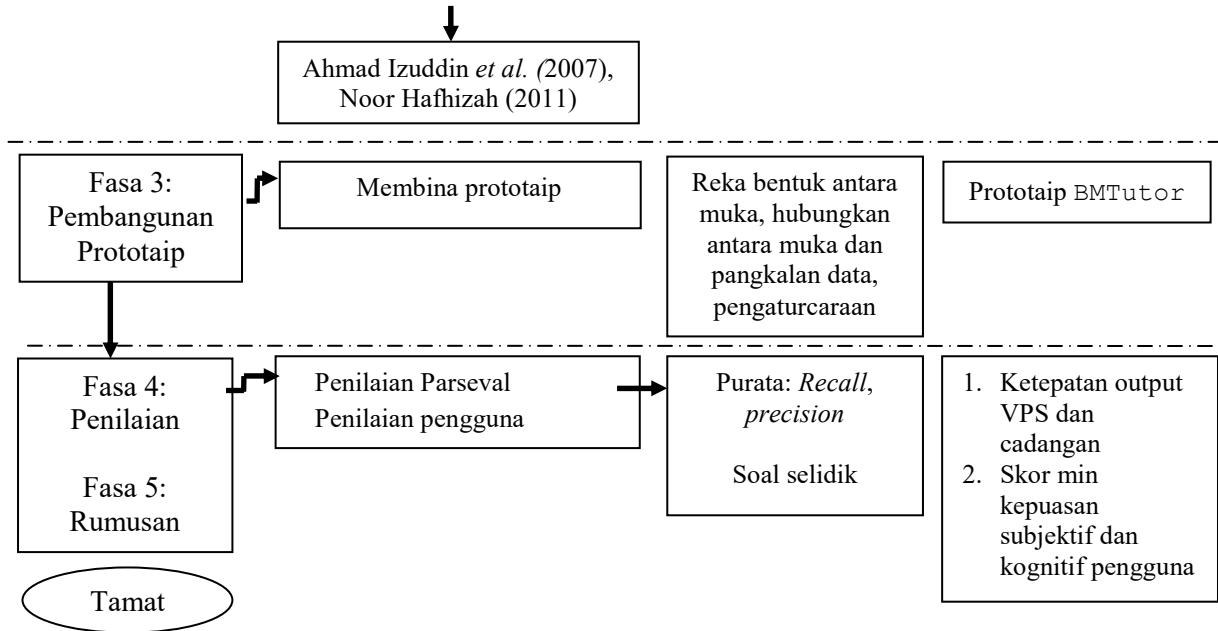 Ahmad Izuddin et al. (2007),
Noor Hafhizah (2011)
Fasa 3:
Pembangunan
Prototaip
Membina prototaip
Reka bentuk antara
muka, hubungkan
antara muka dan
pangkalan data,
pengaturcaraan
Prototaip BMTutor
Fasa 4:
Penilaian
Fasa 5:
Rumusan
Penilaian Parseval
Penilaian pengguna
Purata: Recall,
precision
Soal selidik
1. Ketepatan output
VPS dan
cadangan
2. Skor min
kepuasan
subjektif dan
kognitif pengguna
Tamat